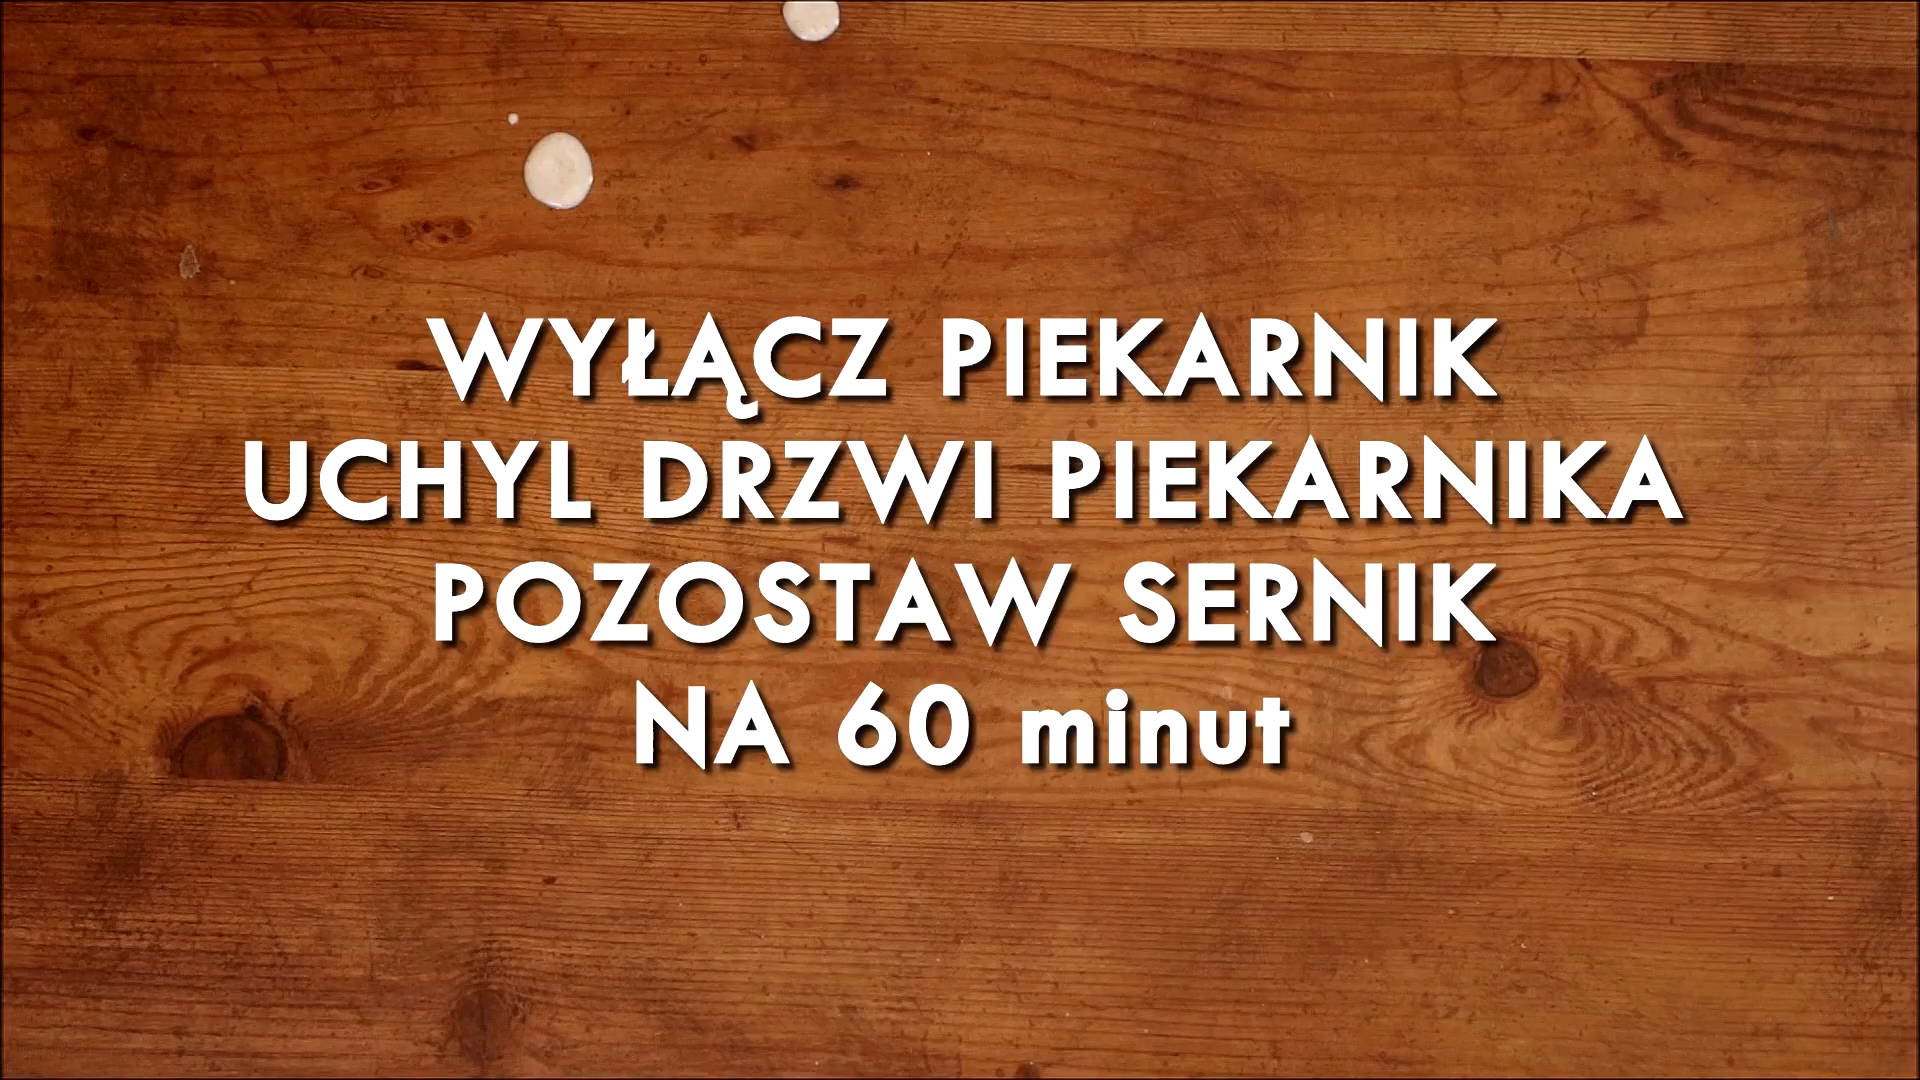 WYŁĄCZ PIEKARNIK
UCHYL DRZWI PIEKARNIKA
POZOSTAW SERNIK
NA 60 minut